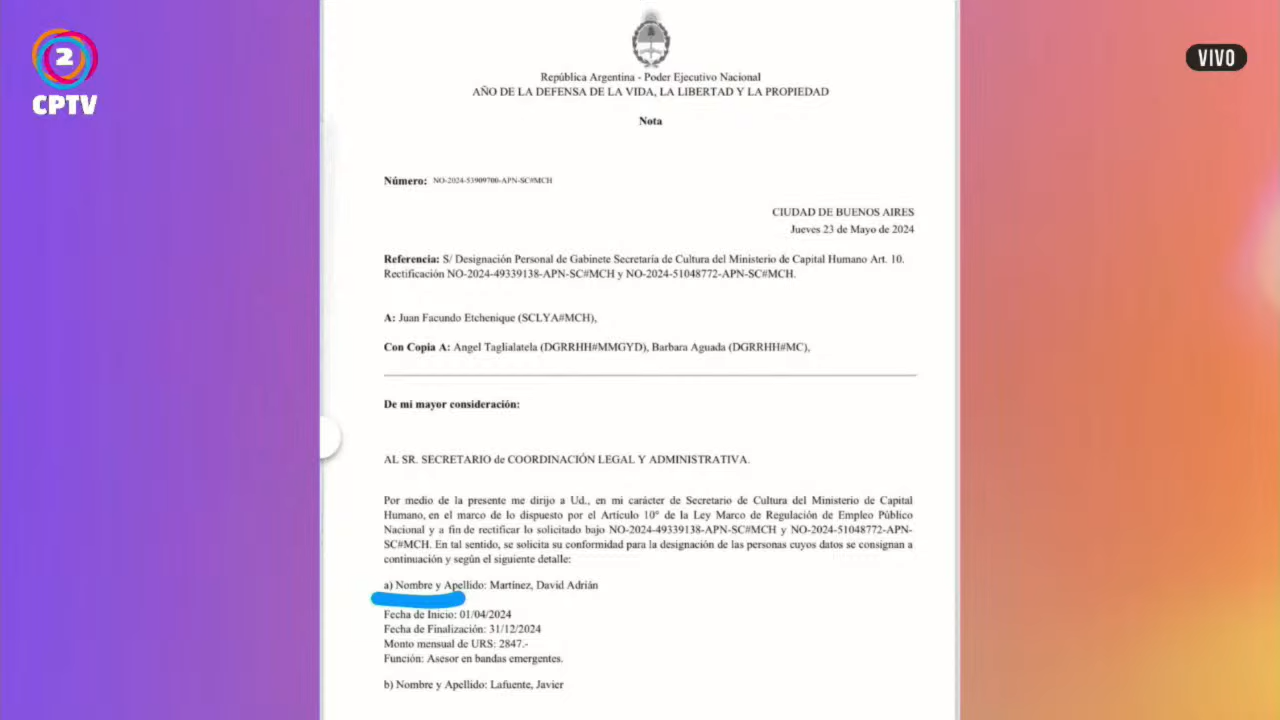 2
CPTV
VIVO
República Argentina - Poder Ejecutivo Nacional
AÑO DE LA DEFENSA DE LA VIDA, LA LIBERTAD Y LA PROPIEDAD
Nota
Número: NO-2024-53909700-APN-SC#MCH
CIUDAD DE BUENOS AIRES
Jueves 23 de Mayo de 2024
Referencia: S/ Designación Personal de Gabinete Secretaría de Cultura del Ministerio de Capital Humano Art. 10.
Rectificación NO-2024-49339138-APN-SC#MCH y NO-2024-51048772-APN-SC#MCH.
A: Juan Facundo Etchenique (SCLYA#MCH),
Con Copia A: Angel Taglialatela (DGRRHH#MMGYD), Barbara Aguada (DGRRHH#MC),
De mi mayor consideración:
AL SR. SECRETARIO de COORDINACIÓN LEGAL Y ADMINISTRATIVA.
Por medio de la presente me dirijo a Ud., en mi carácter de Secretario de Cultura del Ministerio de Capital
Humano, en el marco de lo dispuesto por el Artículo 10° de la Ley Marco de Regulación de Empleo Público
Nacional y a fin de rectificar lo solicitado bajo NO-2024-49339138-APN-SC#MCH y NO-2024-51048772-APN-
SC#MCH. En tal sentido, se solicita su conformidad para la designación de las personas cuyos datos se consignan a
continuación y según el siguiente detalle:
a) Nombre y Apellido: Martínez, David Adrián
Fecha de Inicio: 01/04/2024
Fecha de Finalización: 31/12/2024
Monto mensual de URS: 2847.-
Función: Asesor en bandas emergentes.
b) Nombre y Apellido: Lafuente, Javier